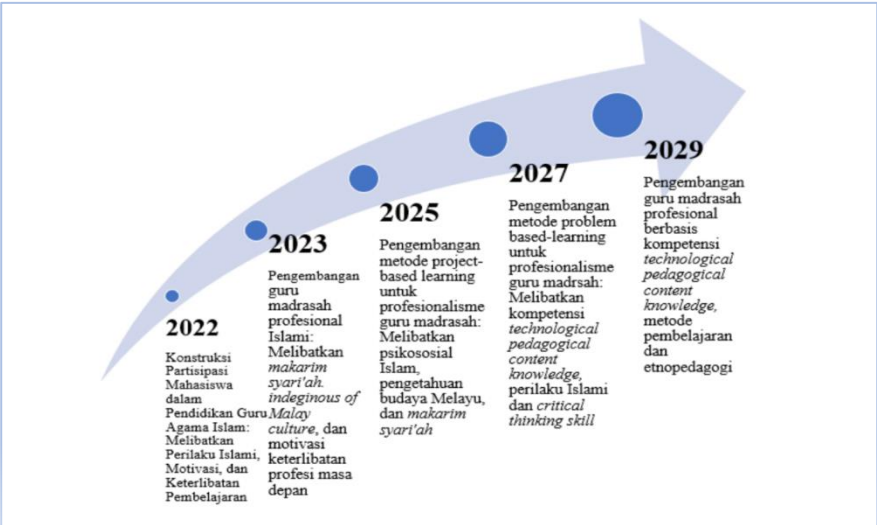 2022
Konstruksi
Partisipasi
Mahasiswa
dalam
Pendidikan Guru
Agama Islam:
Melibatkan
Perilaku Islami,
Motivasi, dan
Keterlibatan
Pembelajaran
2023
Pengembangan
guru
madrasah
profesional
Islami:
Melibatkan
makarim
syari'ah.
indeginous of
Malay
culture, dan
motivasi
keterlibatan
profesi masa
depan
2025
Pengembangan
metode project-
based learning
untuk
profesionalisme
guru madrasah:
Melibatkan
psikososial
Islam,
pengetahuan
budaya Melayu,
dan makarim
syari'ah
2027
Pengembangan
metode problem
based-learning
untuk
profesionalisme
guru madrsah:
Melibatkan
kompetensi
technological
pedagogical
content
knowledge,
perilaku Islami
dan critical
thinking skill
2029
Pengembangan
guru madrasah
profesional
berbasis
kompetensi
technological
pedagogical
content
knowledge,
metode
pembelajaran
dan
etnopedagogi